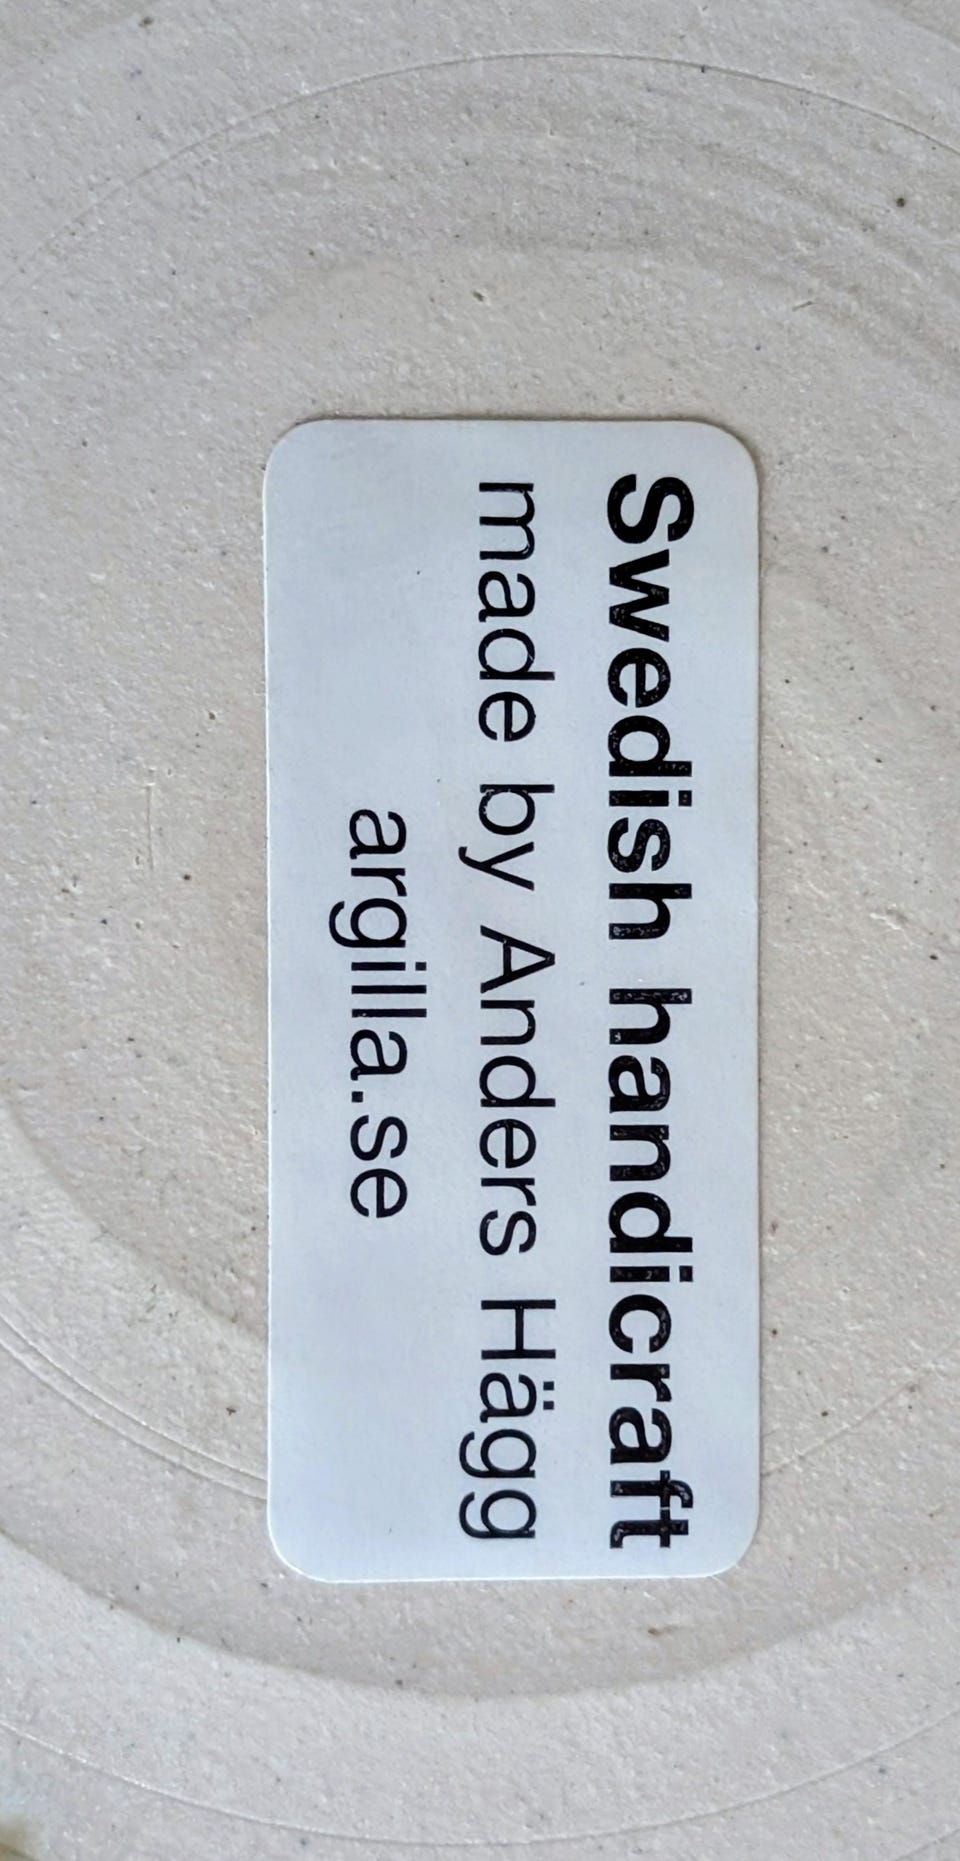 Swedish handicraft
made by Anders Hägg
argilla.se